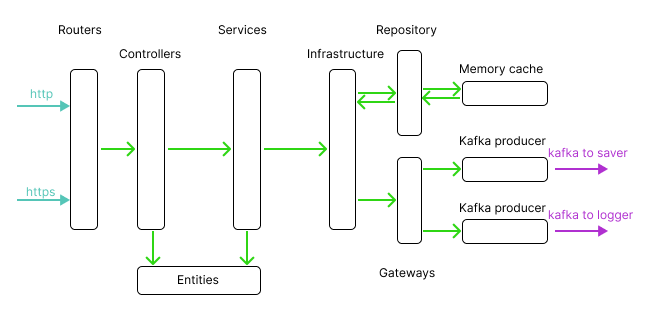 Routers
Services
Repository
Controllers
Infrastructure
Memory cache
http
Kafka producer
kafka to saver
https
Kafka producer
kafka to logger
Entities
Gateways